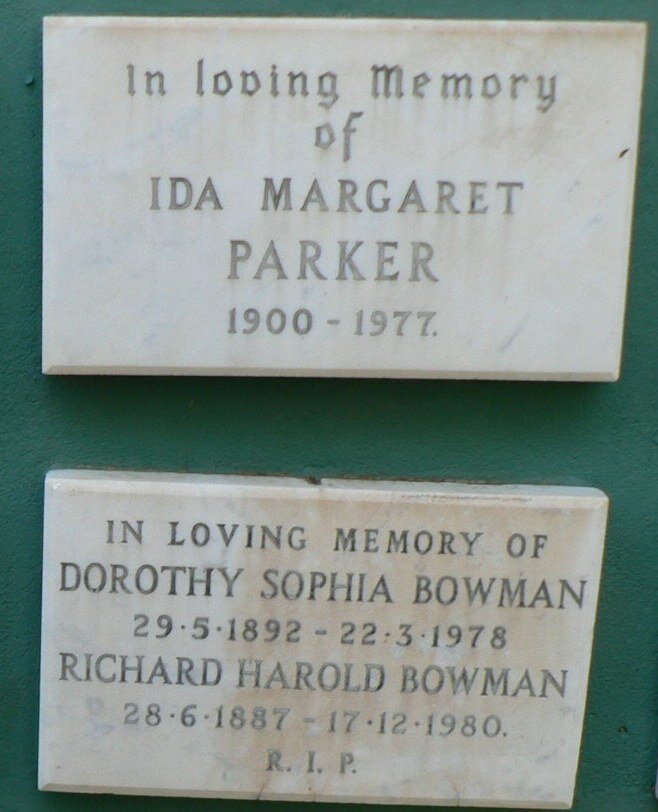 In loving Memory
of
IDA MARGARET
PARKER
1900 - 1977.
IN LOVING MEMORY OF
DOROTHY SOPHIA BOWMAN
29·5·1892 - 22·3·1978
RICHARD HAROLD BOWMAN
28·6·1887 - 17·12·1980.
R. I. P.